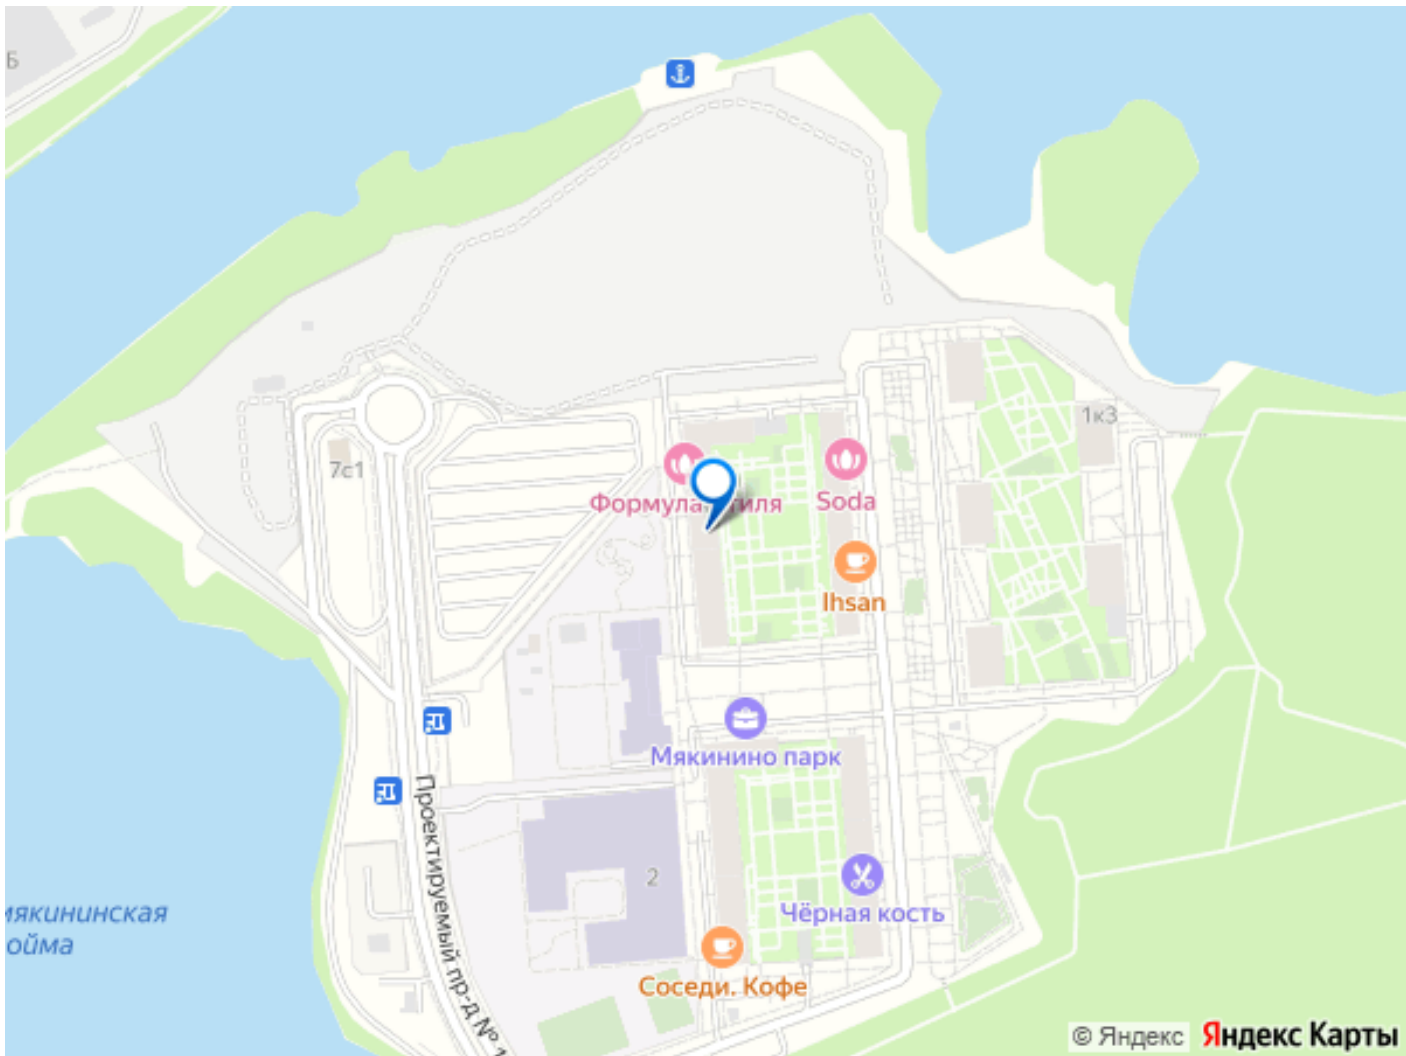 Б
1к3
7с1
Формула
Soda
Ihsan
Мякинино парк
Проектируемый пр-д №
2
Чёрная кость
мякининская
ойма
Соседи. Кофе
© Яндекс Яндекс Карты